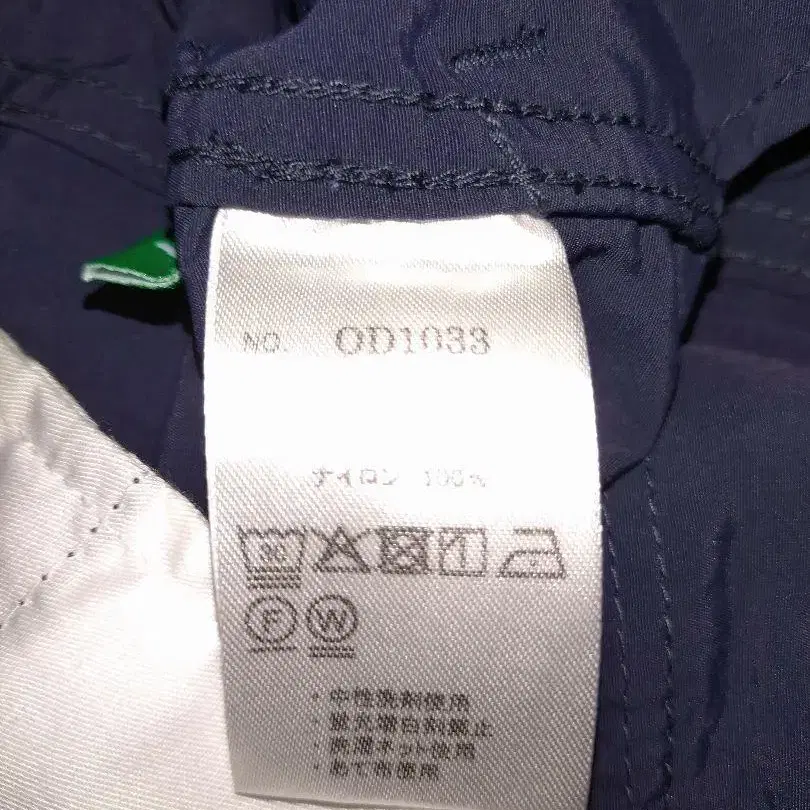 NO. OD1033
ナイロン 100%
30
F W
・中性洗剤使用
・蛍光増白剤禁止
・洗濯ネット使用
・あて布使用